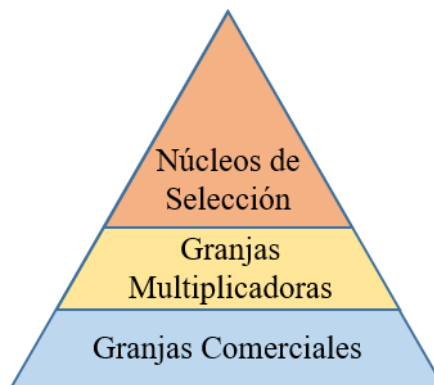 Núcleos de
Selección
Granjas
Multiplicadoras
Granjas Comerciales